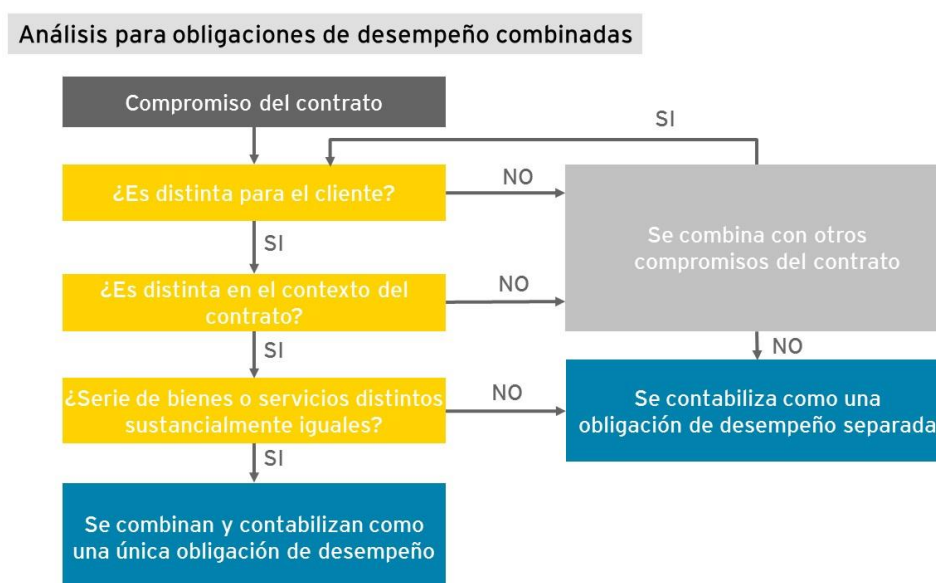 Análisis para obligaciones de desempeño combinadas
Compromiso del contrato
SI
¿Es distinta para el cliente?
NO
SI
Se combina con otros
compromisos del contrato
¿Es distinta en el contexto del
contrato?
NO
SI
NO
¿Serie de bienes o servicios distintos
sustancialmente iguales?
NO
Se contabiliza como una
obligación de desempeño separada
SI
Se combinan y contabilizan como
una única obligación de desempeño